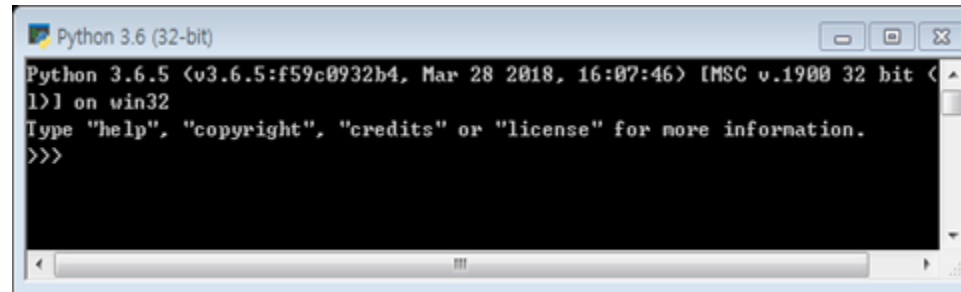 Python 3.6 (32-bit)
Python 3.6.5 (v3.6.5:f59c0932b4, Mar 28 2018, 16:07:46) [MSC v.1900 32 bit (
l)] on win32
Type "help", "copyright", "credits" or "license" for more information.
>>>